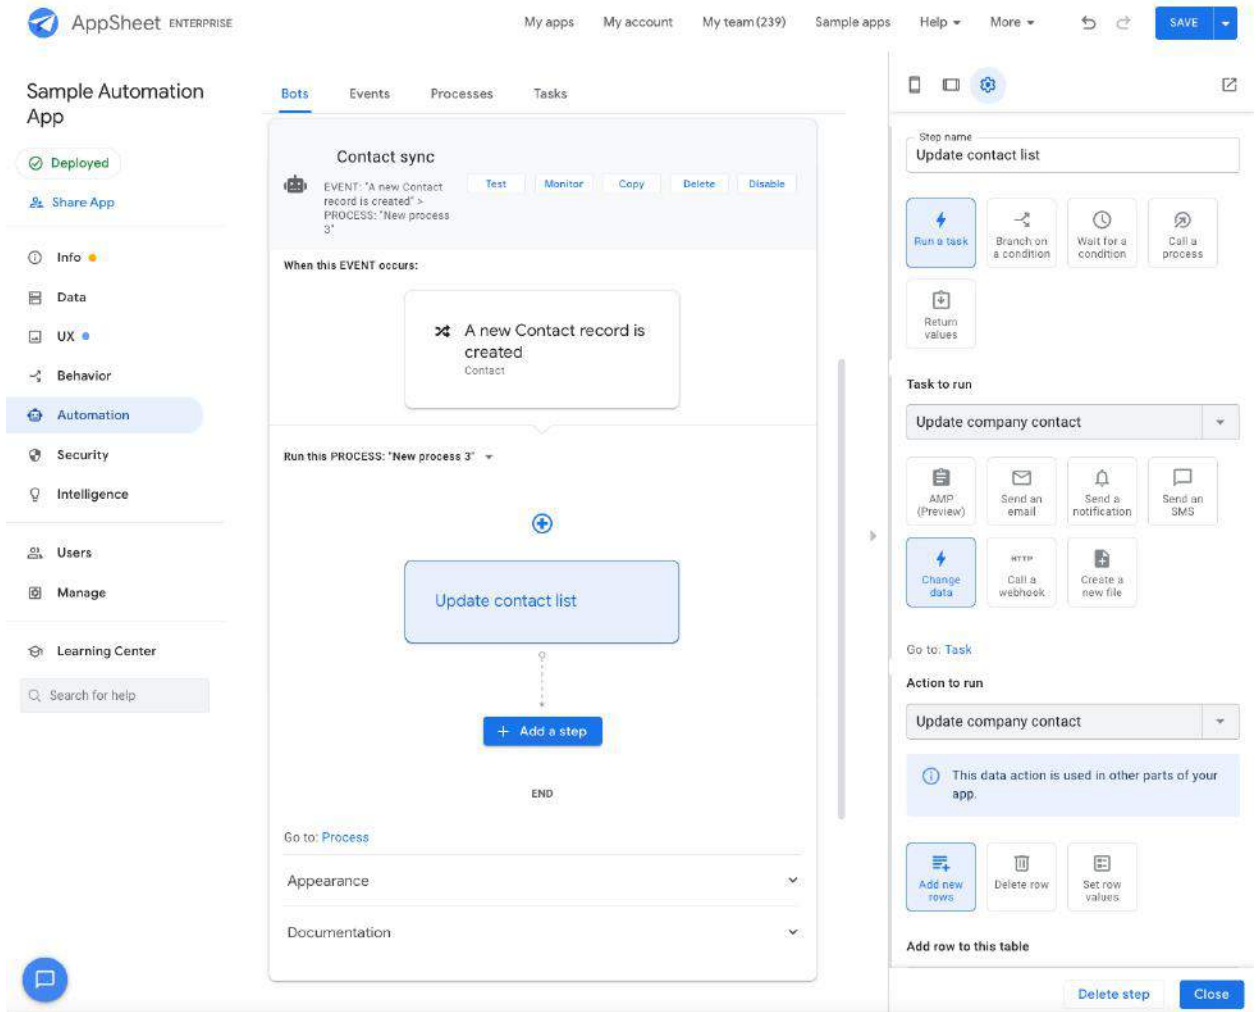 AppSheet ENTERPRISE
My apps
My account
My team (239)
Sample apps
Help
More
SAVE
Sample Automation
App
Deployed
Share App
Info
Data
UX
Behavior
Automation
Security
Intelligence
Users
Manage
Learning Center
Search for help
Bots
Events
Processes
Tasks
Contact sync
EVENT: "A new Contact
record is created" >
PROCESS: "New process
3"
Test
Monitor
Copy
Delete
Disable
When this EVENT occurs:
A new Contact record is
created
Contact
Run this PROCESS: "New process 3"
Update contact list
+ Add a step
END
Go to: Process
Appearance
Documentation
Step name
Update contact list
Run a task
Branch on
a condition
Wait for a
condition
Call a
process
Return
values
Task to run
Update company contact
AMP
(Preview)
Send an
email
Send a
notification
Send an
SMS
Change
data
HTTP
Call a
webhook
Create a
new file
Go to: Task
Action to run
Update company contact
This data action is used in other parts of your
app.
Add new
rows
Delete row
Set row
values
Add row to this table
Delete step
Close